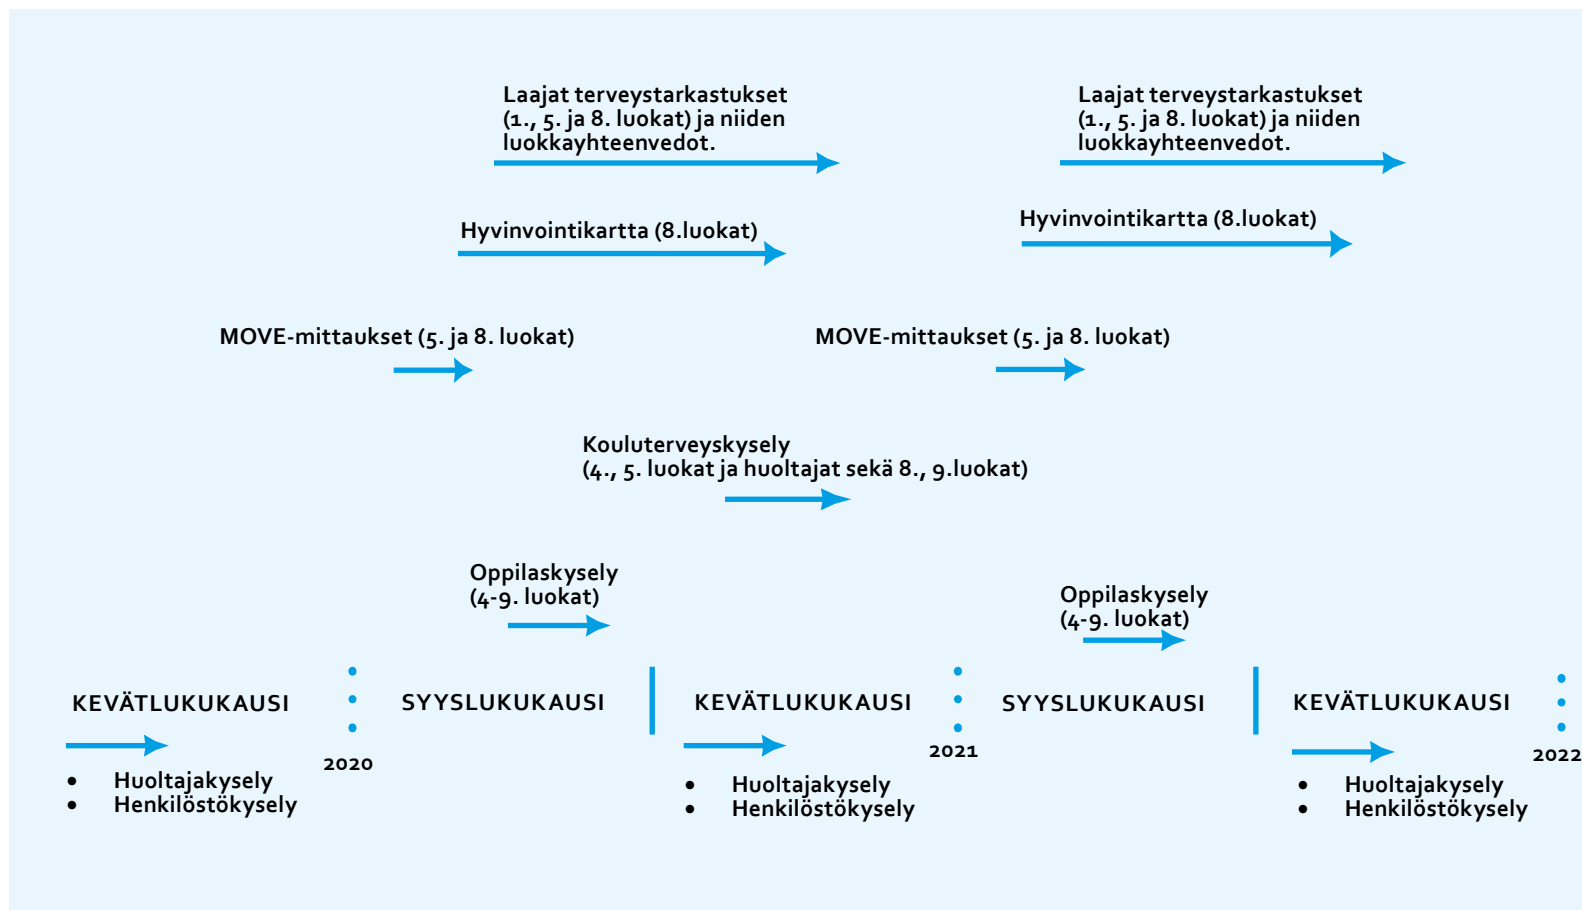 Laajat terveystarkastukset
(1., 5. ja 8. luokat) ja niiden
luokkayhteenvedot.
Laajat terveystarkastukset
(1., 5. ja 8. luokat) ja niiden
luokkayhteenvedot.
Hyvinvointikartta (8.luokat)
Hyvinvointikartta (8.luokat)
MOVE-mittaukset (5. ja 8. luokat)
MOVE-mittaukset (5. ja 8. luokat)
Kouluterveyskysely
(4., 5. luokat ja huoltajat sekä 8., 9.luokat)
Oppilaskysely
(4-9. luokat)
Oppilaskysely
(4-9. luokat)
KEVÄTLUKUKAUSI
SYYSLUKUKAUSI
KEVÄTLUKUKAUSI
SYYSLUKUKAUSI
KEVÄTLUKUKAUSI
2020
2021
2022
• Huoltajakysely
• Henkilöstökysely
• Huoltajakysely
• Henkilöstökysely
• Huoltajakysely
• Henkilöstökysely